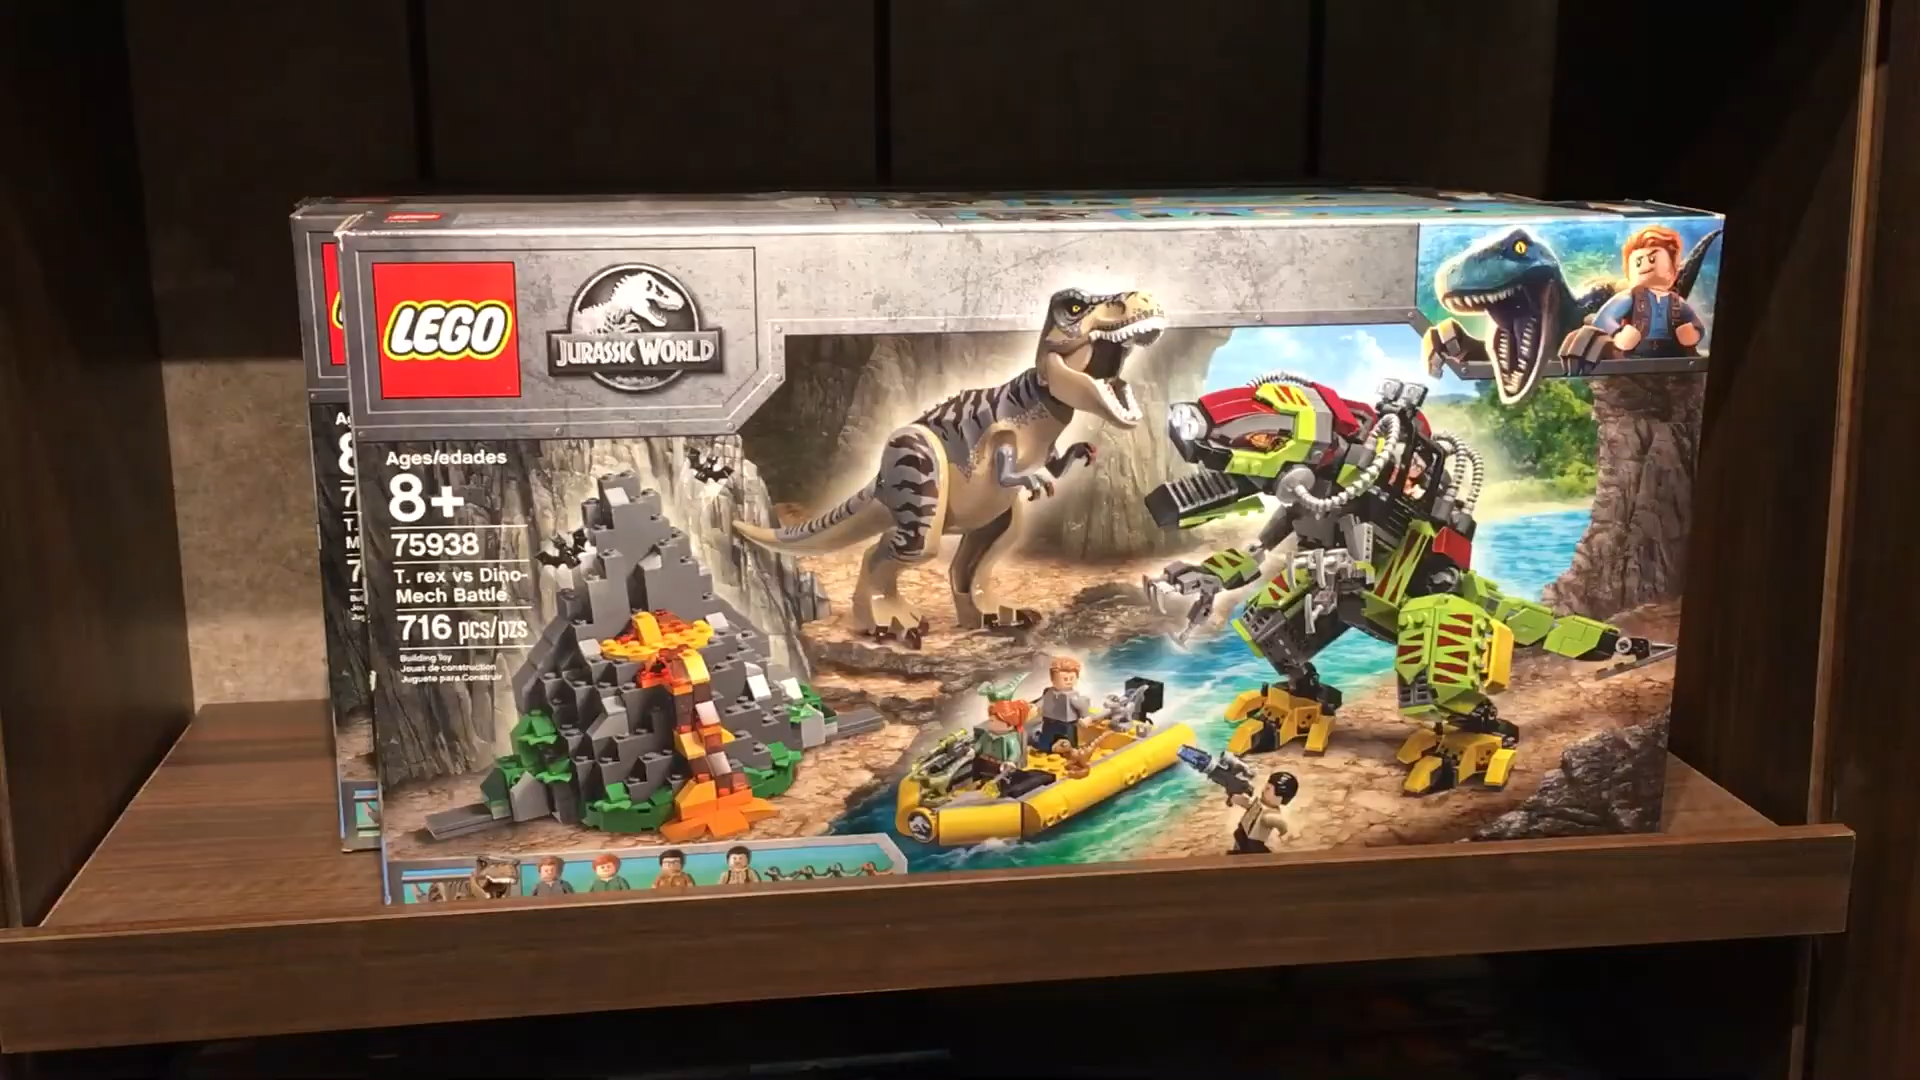 LEGO
JURASSIC WORLD
Ages/edades
8+
75938
T. rex vs Dino-
Mech Battle
716 pcs/pzs
Building Toy
Jouet de construction
Juguete para Construir